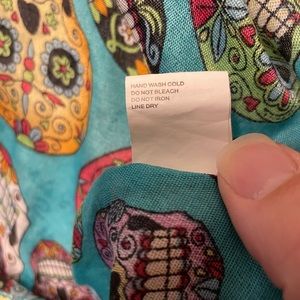 HAND WASH COLD
DO NOT BLEACH
DO NOT IRON
LINE DRY